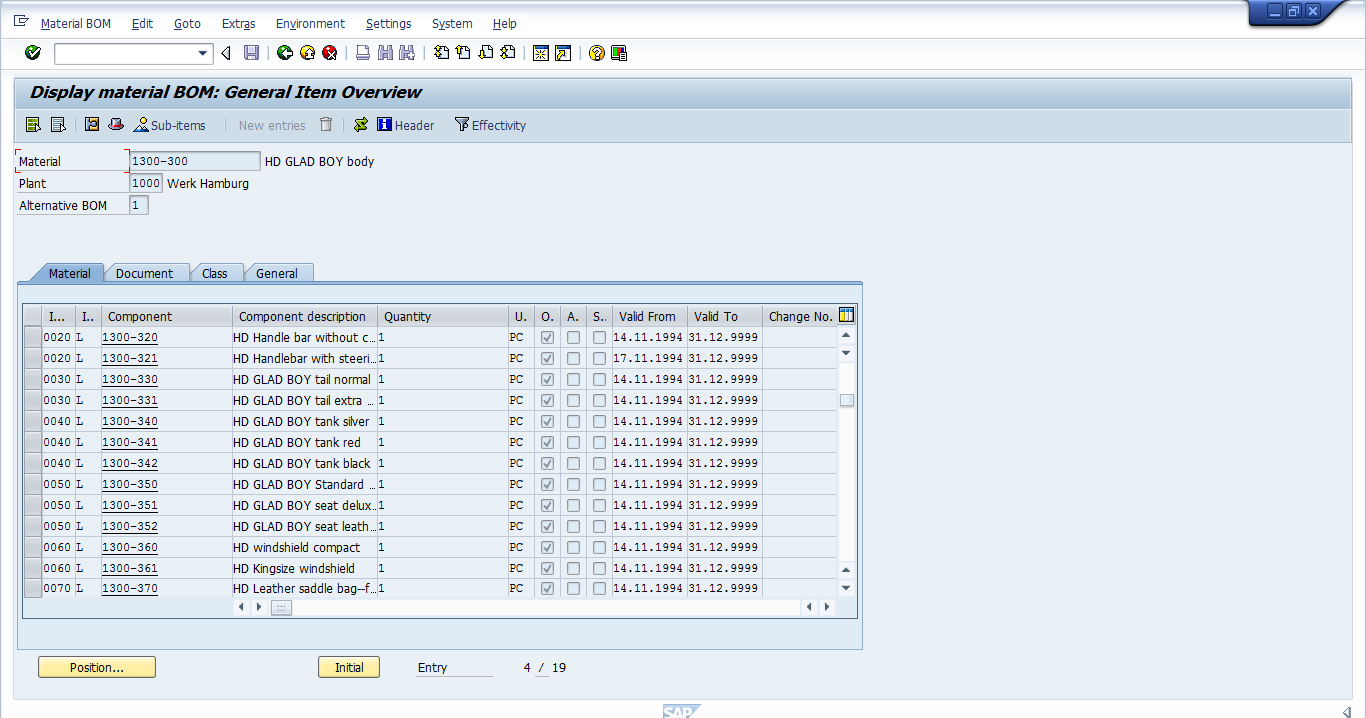 Material BOM Edit Goto Extras Environment Settings System Help
Display material BOM: General Item Overview
Sub-items New entries Header Effectivity
Material 1300-300 HD GLAD BOY body
Plant 1000 Werk Hamburg
Alternative BOM 1
Material Document Class General
I... I.. Component Component description Quantity U. O. A. S.. Valid From Valid To Change No.
0020 L 1300-320 HD Handle bar without c... 1 PC 14.11.1994 31.12.9999
0020 L 1300-321 HD Handlebar with steeri... 1 PC 17.11.1994 31.12.9999
0030 L 1300-330 HD GLAD BOY tail normal 1 PC 14.11.1994 31.12.9999
0030 L 1300-331 HD GLAD BOY tail extra ... 1 PC 14.11.1994 31.12.9999
0040 L 1300-340 HD GLAD BOY tank silver 1 PC 14.11.1994 31.12.9999
0040 L 1300-341 HD GLAD BOY tank red 1 PC 14.11.1994 31.12.9999
0040 L 1300-342 HD GLAD BOY tank black 1 PC 14.11.1994 31.12.9999
0050 L 1300-350 HD GLAD BOY Standard ... 1 PC 14.11.1994 31.12.9999
0050 L 1300-351 HD GLAD BOY seat delux... 1 PC 14.11.1994 31.12.9999
0050 L 1300-352 HD GLAD BOY seat leath... 1 PC 14.11.1994 31.12.9999
0060 L 1300-360 HD windshield compact 1 PC 14.11.1994 31.12.9999
0060 L 1300-361 HD Kingsize windshield 1 PC 14.11.1994 31.12.9999
0070 L 1300-370 HD Leather saddle bag--f... 1 PC 14.11.1994 31.12.9999
Position... Initial Entry 4 / 19
SAP